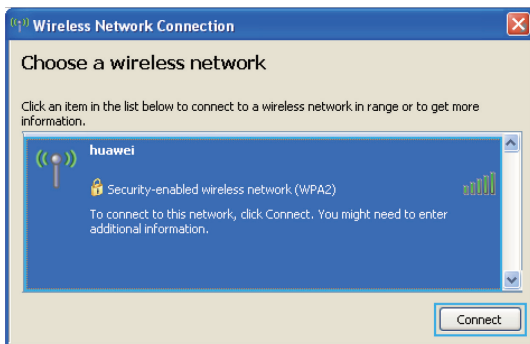 Wireless Network Connection
Choose a wireless network
Click an item in the list below to connect to a wireless network in range or to get more
information.
huawei
Security-enabled wireless network (WPA2)
To connect to this network, click Connect. You might need to enter
additional information.
Connect